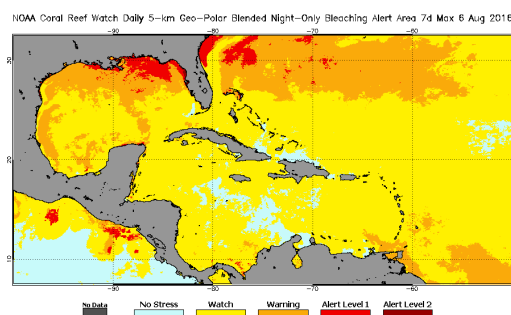 NOAA Coral Reef Watch Daily 5-km Geo-Polar Blended Night-Only Bleaching Alert Area 7d Max 6 Aug 2016
-90 -80 -70 -60
30
20
10
-90 -80 -70 -60
No Data No Stress Watch Warning Alert Level 1 Alert Level 2